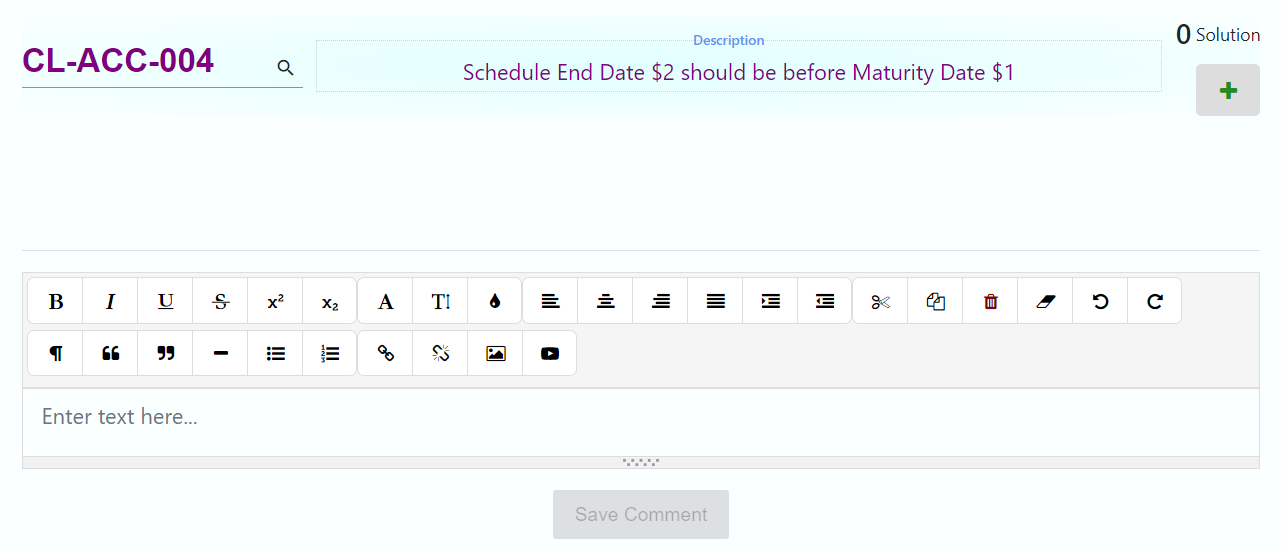 CL-ACC-004
Description
Schedule End Date $2 should be before Maturity Date $1
0 Solution
B I U S x² x₂ A T
¶ “ ”
Enter text here...
Save Comment